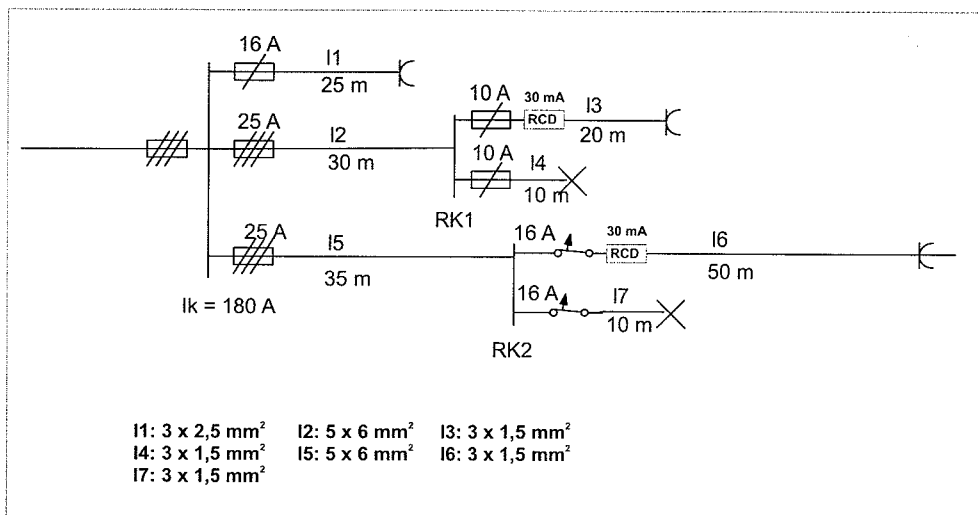 16 A
l1
25 m
25 A
l2
30 m
10 A
30 mA
RCD
l3
20 m
10 A
l4
10 m
RK1
25 A
l5
35 m
16 A
30 mA
RCD
l6
50 m
16 A
l7
10 m
RK2
Ik = 180 A
l1: 3 x 2,5 mm² l2: 5 x 6 mm² l3: 3 x 1,5 mm²
l4: 3 x 1,5 mm² l5: 5 x 6 mm² l6: 3 x 1,5 mm²
l7: 3 x 1,5 mm²